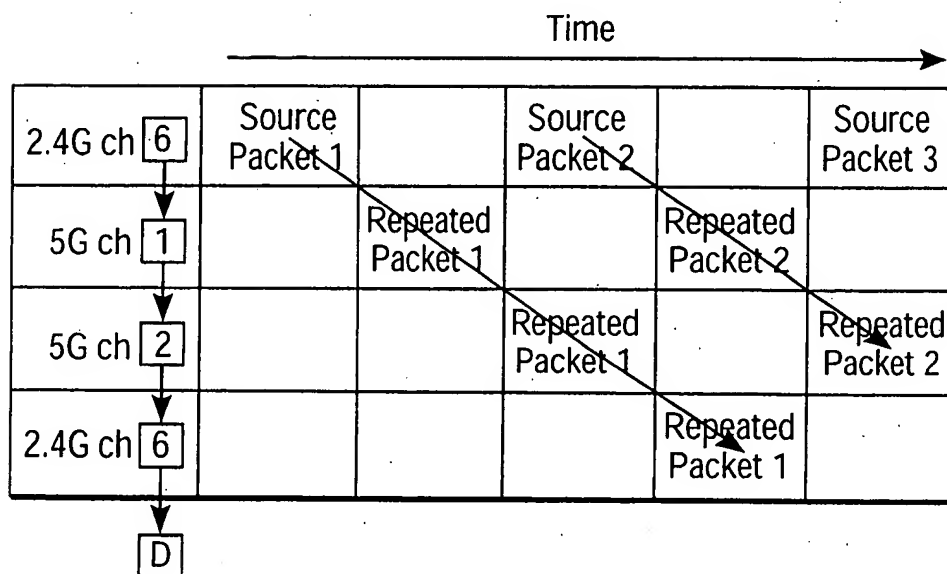 Time
2.4G ch 6
Source
Packet 1
Source
Packet 2
Source
Packet 3
5G ch 1
Repeated
Packet 1
Repeated
Packet 2
5G ch 2
Repeated
Packet 1
Repeated
Packet 2
2.4G ch 6
Repeated
Packet 1
D